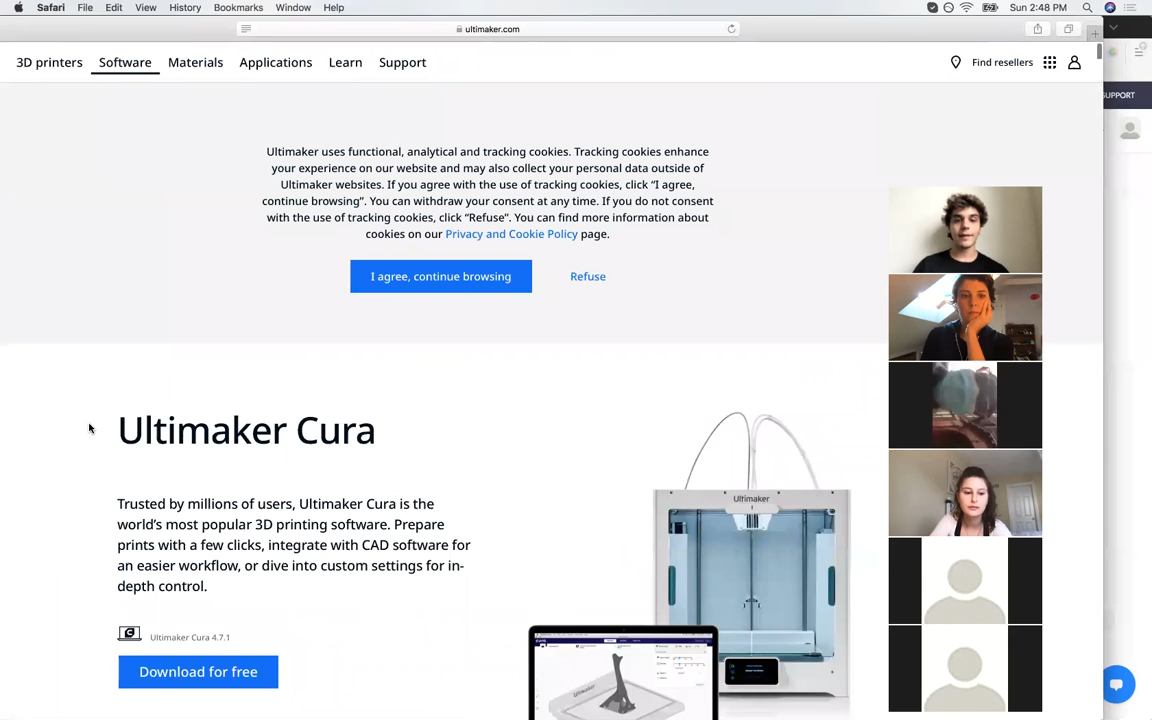 Safari File Edit View History Bookmarks Window Help Sun 2:48 PM
ultimaker.com
3D printers Software Materials Applications Learn Support Find resellers
SUPPORT
Ultimaker uses functional, analytical and tracking cookies. Tracking cookies enhance
your experience on our website and may also collect your personal data outside of
Ultimaker websites. If you agree with the use of tracking cookies, click “I agree,
continue browsing”. You can withdraw your consent at any time. If you do not consent
with the use of tracking cookies, click “Refuse”. You can find more information about
cookies on our Privacy and Cookie Policy page.
I agree, continue browsing Refuse
Ultimaker Cura
Ultimaker
Trusted by millions of users, Ultimaker Cura is the
world’s most popular 3D printing software. Prepare
prints with a few clicks, integrate with CAD software for
an easier workflow, or dive into custom settings for in-
depth control.
Ultimaker Cura 4.7.1
Download for free